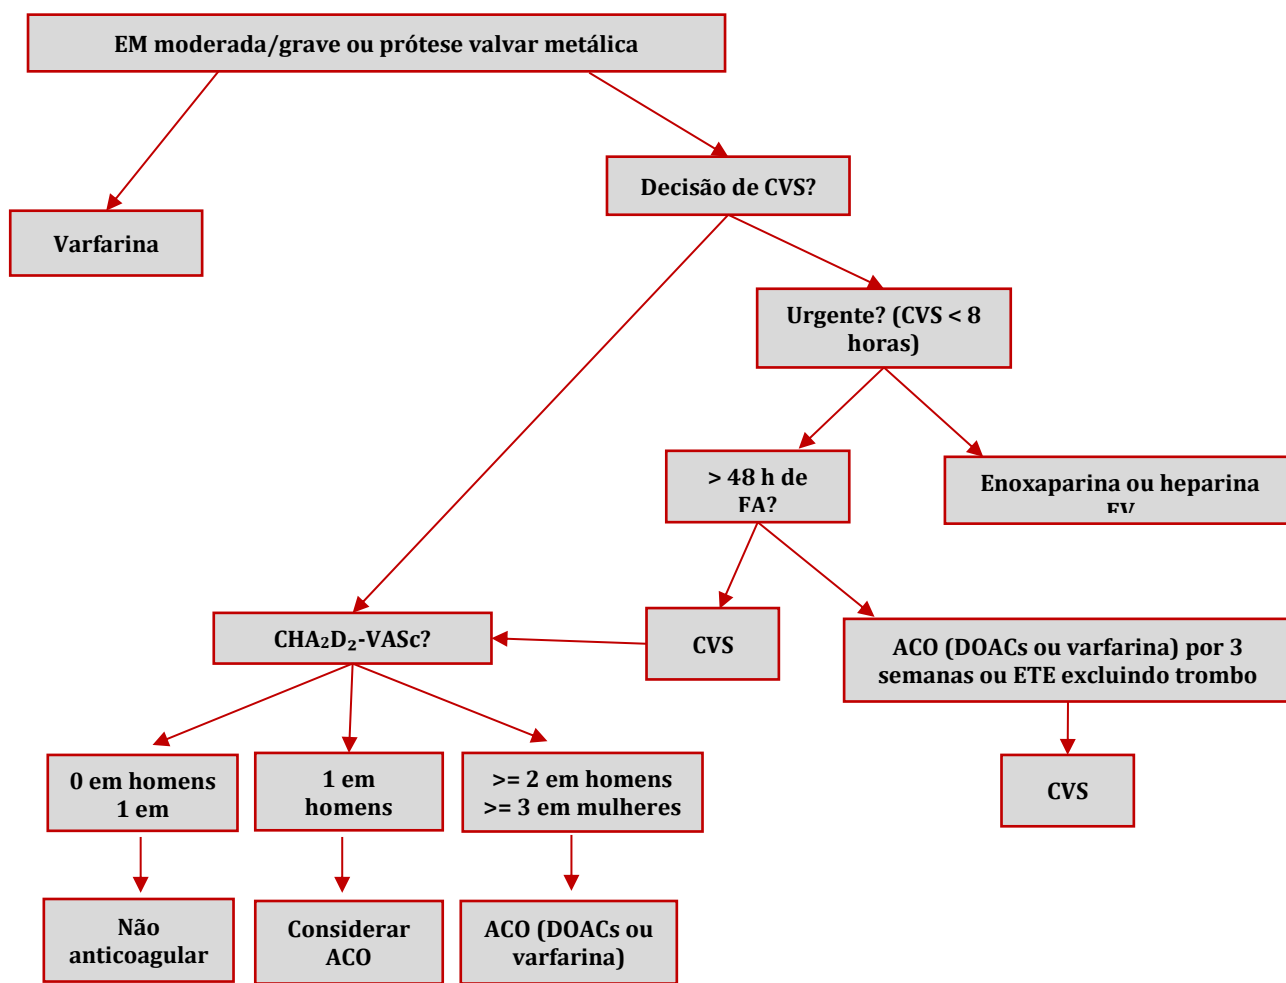 EM moderada/grave ou prótese valvar metálica
Decisão de CVS?
Varfarina
Urgente? (CVS < 8
horas)
> 48 h de
FA?
Enoxaparina ou heparina
EV
CHA₂D₂-VASc?
CVS
ACO (DOACs ou varfarina) por 3
semanas ou ETE excluindo trombo
0 em homens
1 em
1 em
homens
>= 2 em homens
>= 3 em mulheres
CVS
Não
anticoagular
Considerar
ACO
ACO (DOACs ou
varfarina)